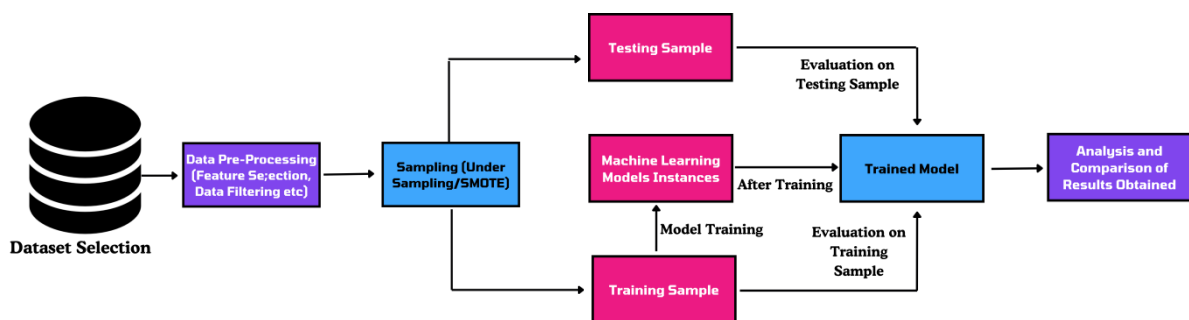 Dataset Selection
Data Pre-Processing
(Feature Se;ection,
Data Filtering etc)
Sampling (Under
Sampling/SMOTE)
Testing Sample
Evaluation on
Testing Sample
Machine Learning
Models Instances
After Training
Model Training
Training Sample
Trained Model
Evaluation on
Training
Sample
Analysis and
Comparison of
Results Obtained